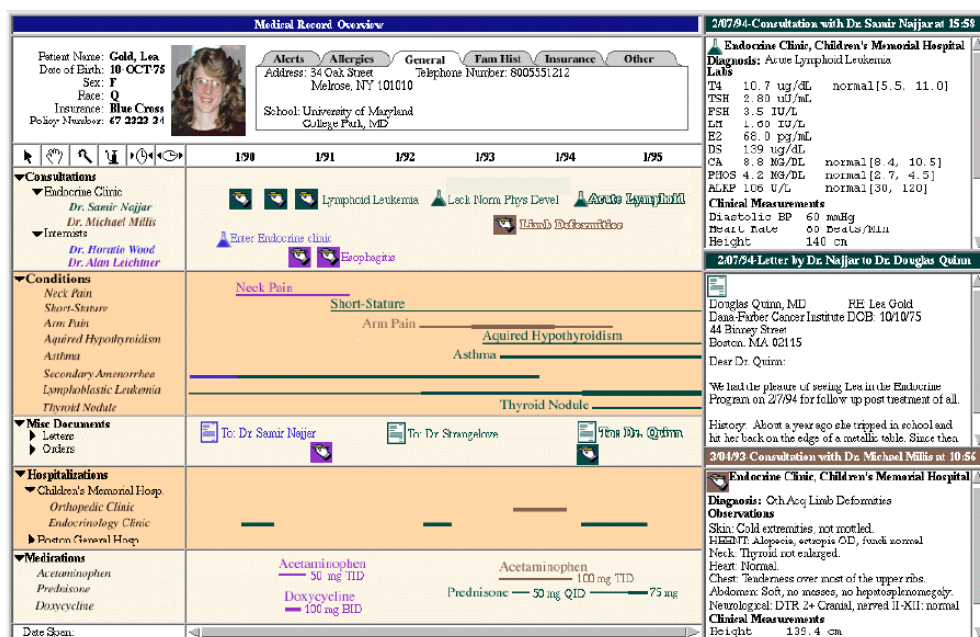 Medical Record Overview
Patient Name: Gold, Lea
Date of Birth: 10-OCT-75
Sex: F
Race: Q
Insurance: Blue Cross
Policy Number: 67-2323-34
Alerts Allergies General Fam Hist Insurance Other
Address: 34 Oak Street Telephone Number: 8005551212
Melrose, NY 101010
School: University of Maryland
College Park, MD
1/90 1/91 1/92 1/93 1/94 1/95
Consultations
Endocrine Clinic
Dr. Samir Najjar
Dr. Michael Millis
Internists
Dr. Horatio Wood
Dr. Alan Leichtner
Lymphoid Leukemia
Lack Norm Phys Devel
Acute Lymphoid
Limb Deformities
Enter Endocrine clinic
Esophagitus
Conditions
Neck Pain
Short-Stature
Arm Pain
Aquired Hypothyroidism
Asthma
Secondary Amenorrhea
Lymphoblastic Leukemia
Thyroid Nodule
Neck Pain
Short-Stature
Arm Pain
Aquired Hypothyroidism
Asthma
Thyroid Nodule
Misc Documents
Letters
Orders
To: Dr Samir Najjar
To: Dr Strangelove
Hospitalizations
Children's Memorial Hosp.
Orthopedic Clinic
Endocrinology Clinic
Boston General Hosp
Medications
Acetaminophen
Prednisone
Doxycycline
Acetaminophen
50 mg TID
Doxycycline
100 mg BID
Acetaminophen
100 mg TID
Prednisone 50 mg QID 75 mg
Date Span:
2/07/94-Consultation with Dr. Samir Najjar at 15:58
Endocrine Clinic, Children's Memorial Hospital
Diagnosis: Acute Lymphoid Leukemia
Labs
T4 10.7 ug/dL normal[5.5, 11.0]
TSH 2.80 uU/mL
FSH 3.5 IU/L
LH 1.60 IU/L
E2 68.0 pg/mL
DS 139 ug/dL
CA 8.8 MG/DL normal[8.4, 10.5]
PHOS 4.2 MG/DL normal[2.7, 4.5]
ALKP 106 U/L normal[30, 120]
Clinical Measurements
Diastolic BP 60 mmHg
Heart Rate 80 Beats/Min
Height 140 cm
2/07/94-Letter by Dr. Najjar to Dr. Douglas Quinn
Douglas Quinn, MD RE: Lea Gold
Dana-Farber Cancer Institute DOB: 10/10/75
44 Binney Street
Boston, MA 02115
Dear Dr. Quinn:
We had the pleasure of seeing Lea in the Endocrine
Program on 2/7/94 for follow up post treatment of all.
History: About a year ago she tripped in school and
hit her back on the edge of a metallic table. Since then
3/04/93-Consultation with Dr. Michael Millis at 10:56
Endocrine Clinic, Children's Memorial Hospital
Diagnosis: Oth Acq Limb Deformities
Observations
Skin: Cold extremities, not mottled.
HEENT: Alopecia, ectropis OD, fundi normal
Neck: Thyroid not enlarged.
Heart: Normal.
Chest: Tenderness over most of the upper ribs.
Abdomen: Soft, no masses, no hepatosplenomegoly.
Neurological: DTR 2+ Cranial, nerved II-XII: normal
Clinical Measurements
Height 139.4 cm